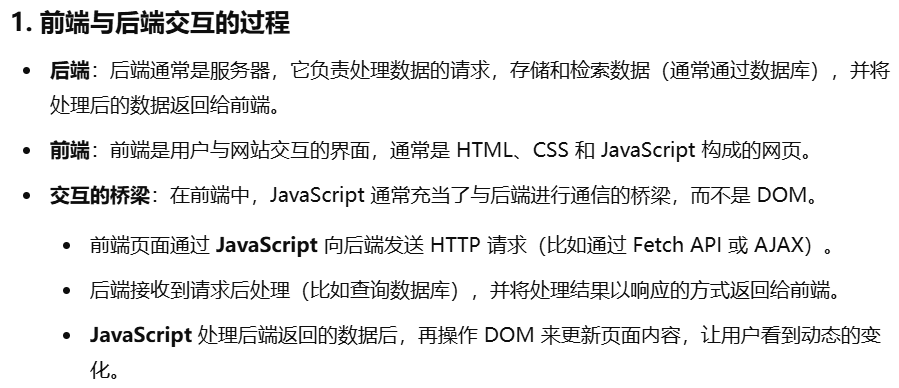 1. 前端与后端交互的过程
• 后端：后端通常是服务器，它负责处理数据的请求，存储和检索数据（通常通过数据库），并将
处理后的数据返回给前端。
• 前端：前端是用户与网站交互的界面，通常是 HTML、CSS 和 JavaScript 构成的网页。
• 交互的桥梁：在前端中，JavaScript 通常充当了与后端进行通信的桥梁，而不是 DOM。
• 前端页面通过 JavaScript 向后端发送 HTTP 请求（比如通过 Fetch API 或 AJAX）。
• 后端接收到请求后处理（比如查询数据库），并将处理结果以响应的方式返回给前端。
• JavaScript 处理后端返回的数据后，再操作 DOM 来更新页面内容，让用户看到动态的变
化。